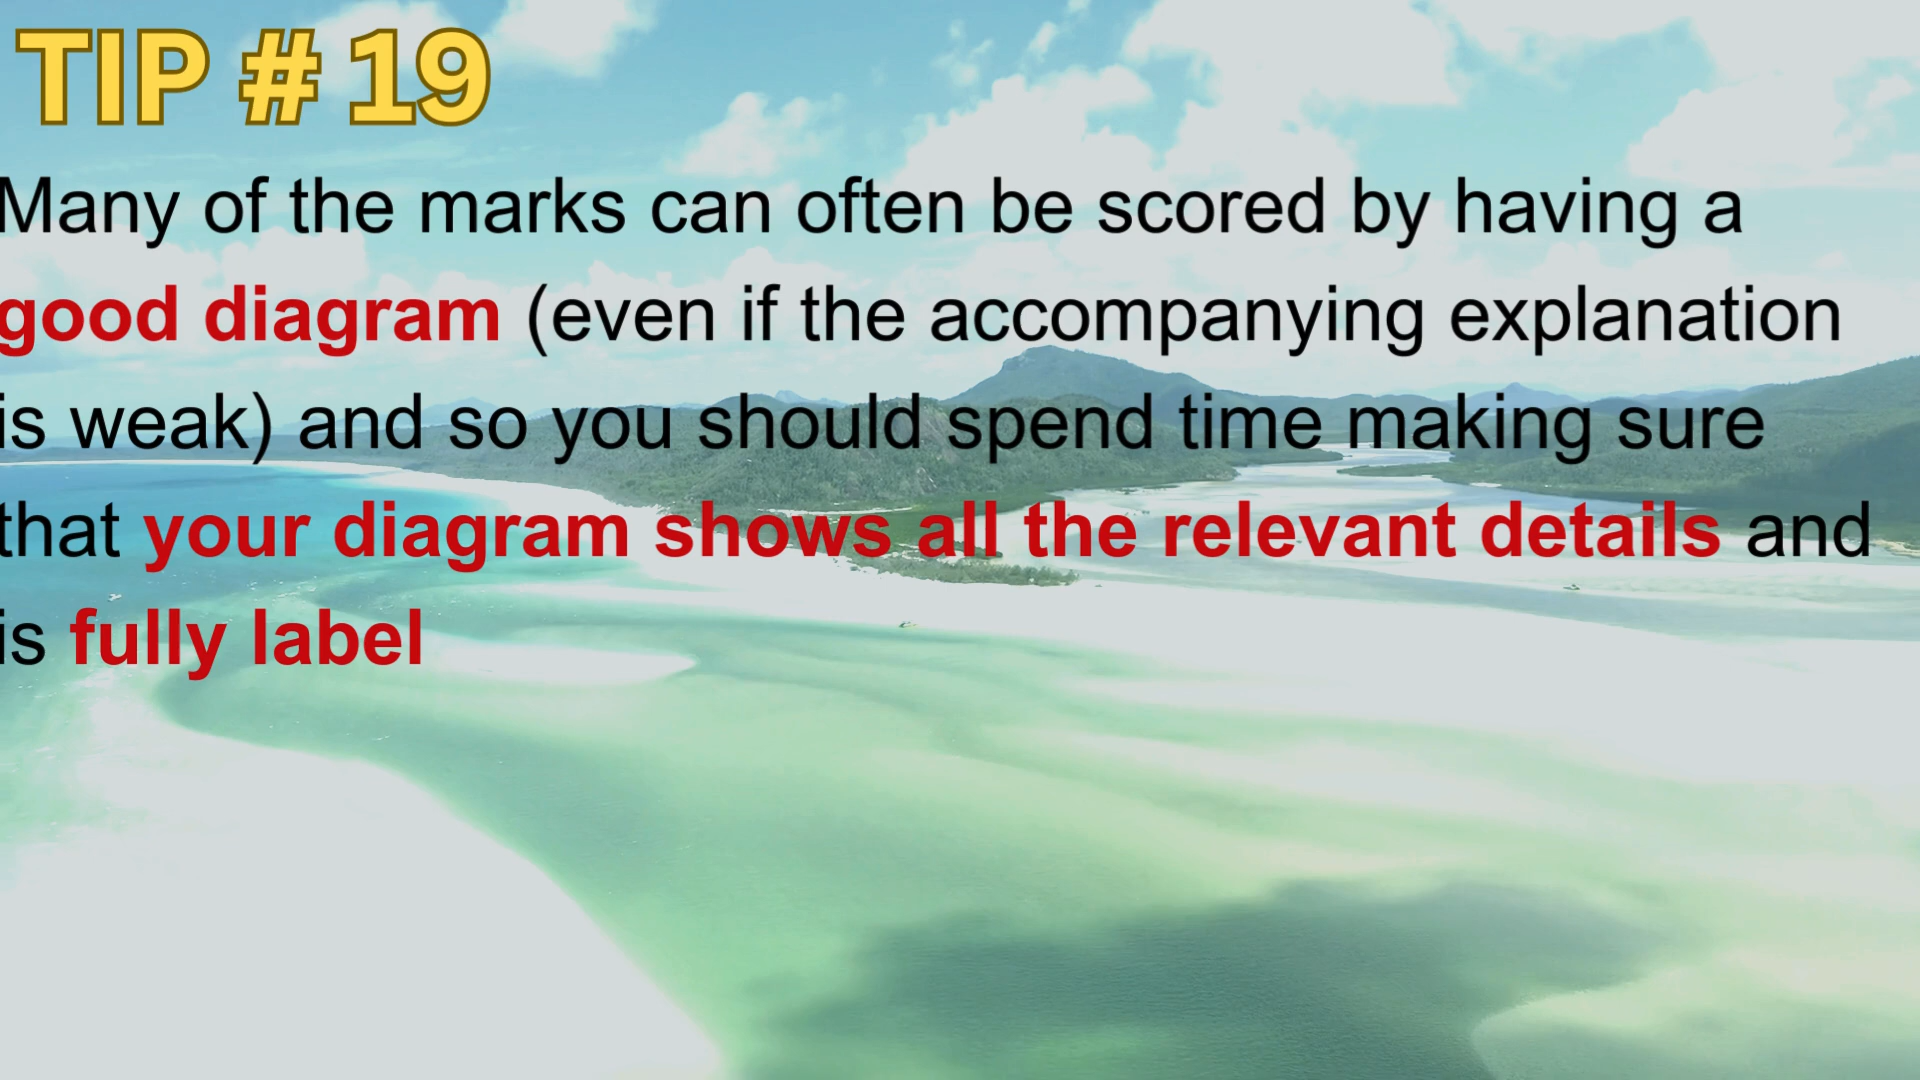 TIP # 19
Many of the marks can often be scored by having a
good diagram (even if the accompanying explanation
is weak) and so you should spend time making sure
that your diagram shows all the relevant details and
is fully label